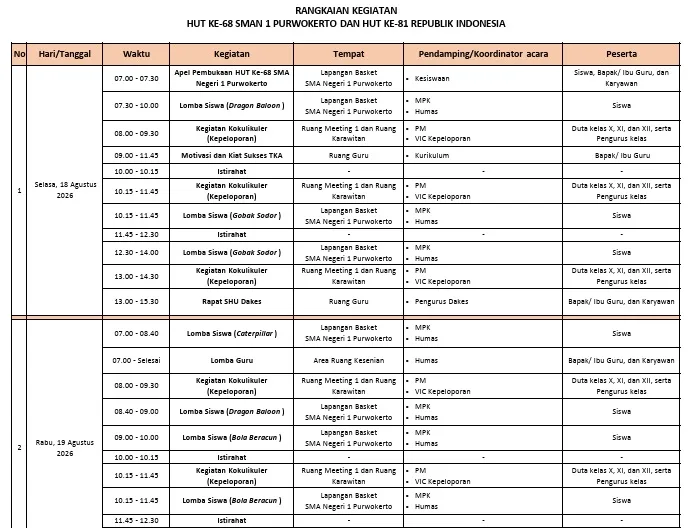 RANGKAIAN KEGIATAN
HUT KE-68 SMAN 1 PURWOKERTO DAN HUT KE-81 REPUBLIK INDONESIA
No Hari/Tanggal Waktu Kegiatan Tempat Pendamping/Koordinator acara Peserta
1 Selasa, 18 Agustus 2026
07.00 - 07.30 Apel Pembukaan HUT Ke-68 SMA Negeri 1 Purwokerto Lapangan Basket SMA Negeri 1 Purwokerto • Kesiswaan Siswa, Bapak/ Ibu Guru, dan Karyawan
07.30 - 10.00 Lomba Siswa (Dragon Baloon ) Lapangan Basket SMA Negeri 1 Purwokerto • MPK • Humas Siswa
08.00 - 09.30 Kegiatan Kokulikuler (Kepeloporan) Ruang Meeting 1 dan Ruang Karawitan • PM • VIC Kepeloporan Duta kelas X, XI, dan XII, serta Pengurus kelas
09.00 - 11.45 Motivasi dan Kiat Sukses TKA Ruang Guru • Kurikulum Bapak/ Ibu Guru
10.00 - 10.15 Istirahat - - -
10.15 - 11.45 Kegiatan Kokulikuler (Kepeloporan) Ruang Meeting 1 dan Ruang Karawitan • PM • VIC Kepeloporan Duta kelas X, XI, dan XII, serta Pengurus kelas
10.15 - 11.45 Lomba Siswa (Gobak Sodor ) Lapangan Basket SMA Negeri 1 Purwokerto • MPK • Humas Siswa
11.45 - 12.30 Istirahat - - -
12.30 - 14.00 Lomba Siswa (Gobak Sodor ) Lapangan Basket SMA Negeri 1 Purwokerto • MPK • Humas Siswa
13.00 - 14.30 Kegiatan Kokulikuler (Kepeloporan) Ruang Meeting 1 dan Ruang Karawitan • PM • VIC Kepeloporan Duta kelas X, XI, dan XII, serta Pengurus kelas
13.00 - 15.30 Rapat SHU Dakes Ruang Guru • Pengurus Dakes Bapak/ Ibu Guru, dan Karyawan
2 Rabu, 19 Agustus 2026
07.00 - 08.40 Lomba Siswa (Caterpillar ) Lapangan Basket SMA Negeri 1 Purwokerto • MPK • Humas Siswa
07.00 - Selesai Lomba Guru Area Ruang Kesenian • Humas Bapak/ Ibu Guru, dan Karyawan
08.00 - 09.30 Kegiatan Kokulikuler (Kepeloporan) Ruang Meeting 1 dan Ruang Karawitan • PM • VIC Kepeloporan Duta kelas X, XI, dan XII, serta Pengurus kelas
08.40 - 09.00 Lomba Siswa (Dragon Baloon ) Lapangan Basket SMA Negeri 1 Purwokerto • MPK • Humas Siswa
09.00 - 10.00 Lomba Siswa (Bola Beracun ) Lapangan Basket SMA Negeri 1 Purwokerto • MPK • Humas Siswa
10.00 - 10.15 Istirahat - - -
10.15 - 11.45 Kegiatan Kokulikuler (Kepeloporan) Ruang Meeting 1 dan Ruang Karawitan • PM • VIC Kepeloporan Duta kelas X, XI, dan XII, serta Pengurus kelas
10.15 - 11.45 Lomba Siswa (Bola Beracun ) Lapangan Basket SMA Negeri 1 Purwokerto • MPK • Humas Siswa
11.45 - 12.30 Istirahat - - -